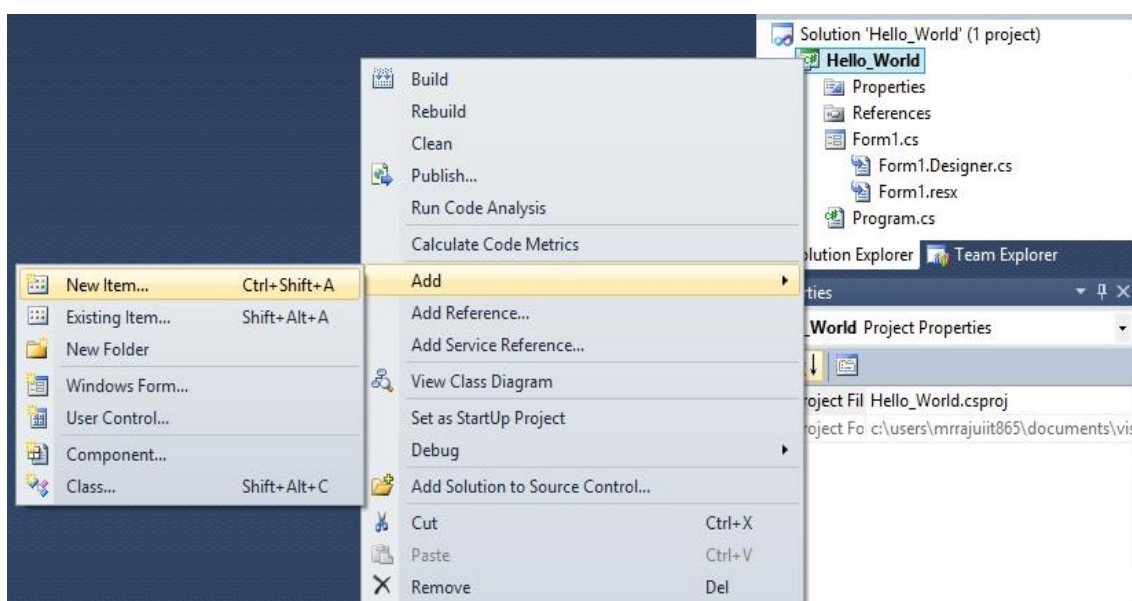 Solution 'Hello_World' (1 project)
Hello_World
Properties
References
Form1.cs
Form1.Designer.cs
Form1.resx
Program.cs
Solution Explorer Team Explorer
Build
Rebuild
Clean
Publish...
Run Code Analysis
Calculate Code Metrics
Add
Add Reference...
Add Service Reference...
View Class Diagram
Set as StartUp Project
Debug
Add Solution to Source Control...
Cut Ctrl+X
Paste Ctrl+V
Remove Del
New Item... Ctrl+Shift+A
Existing Item... Shift+Alt+A
New Folder
Windows Form...
User Control...
Component...
Class... Shift+Alt+C
ties
_World Project Properties
roject Fil Hello_World.csproj
roject Fo c:\users\mrrajuiit865\documents\vis